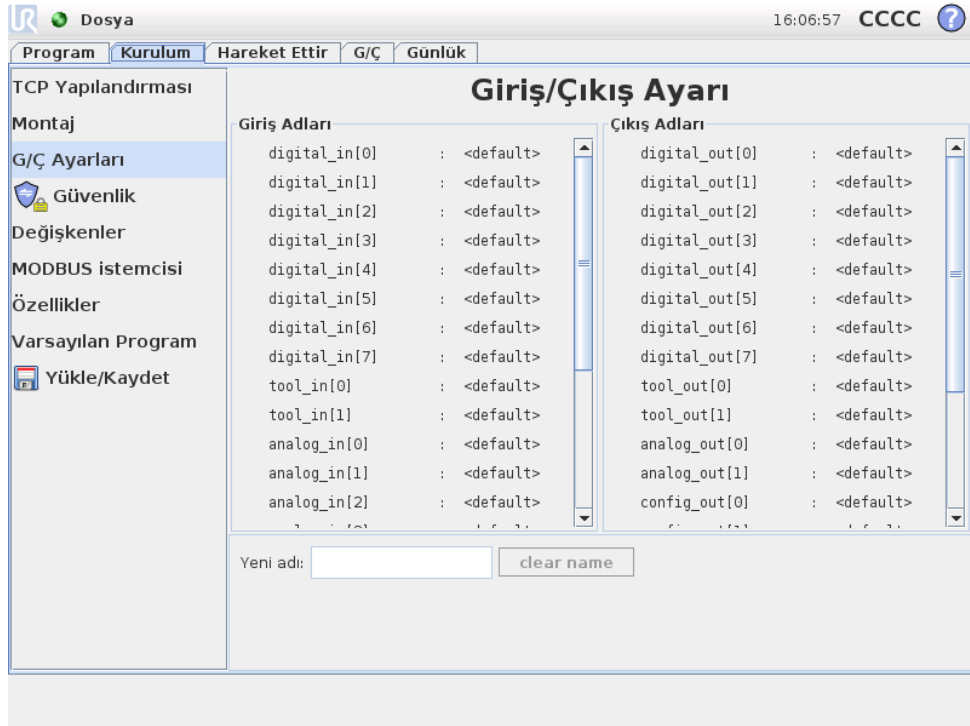 UR Dosya 16:06:57 CCCC ?
Program Kurulum Hareket Ettir G/Ç Günlük
TCP Yapılandırması
Montaj
G/Ç Ayarları
Güvenlik
Değişkenler
MODBUS istemcisi
Özellikler
Varsayılan Program
Yükle/Kaydet
Giriş/Çıkış Ayarı
Giriş Adları
digital_in[0] : <default>
digital_in[1] : <default>
digital_in[2] : <default>
digital_in[3] : <default>
digital_in[4] : <default>
digital_in[5] : <default>
digital_in[6] : <default>
digital_in[7] : <default>
tool_in[0] : <default>
tool_in[1] : <default>
analog_in[0] : <default>
analog_in[1] : <default>
analog_in[2] : <default>
Çıkış Adları
digital_out[0] : <default>
digital_out[1] : <default>
digital_out[2] : <default>
digital_out[3] : <default>
digital_out[4] : <default>
digital_out[5] : <default>
digital_out[6] : <default>
digital_out[7] : <default>
tool_out[0] : <default>
tool_out[1] : <default>
analog_out[0] : <default>
analog_out[1] : <default>
config_out[0] : <default>
Yeni adı: clear name